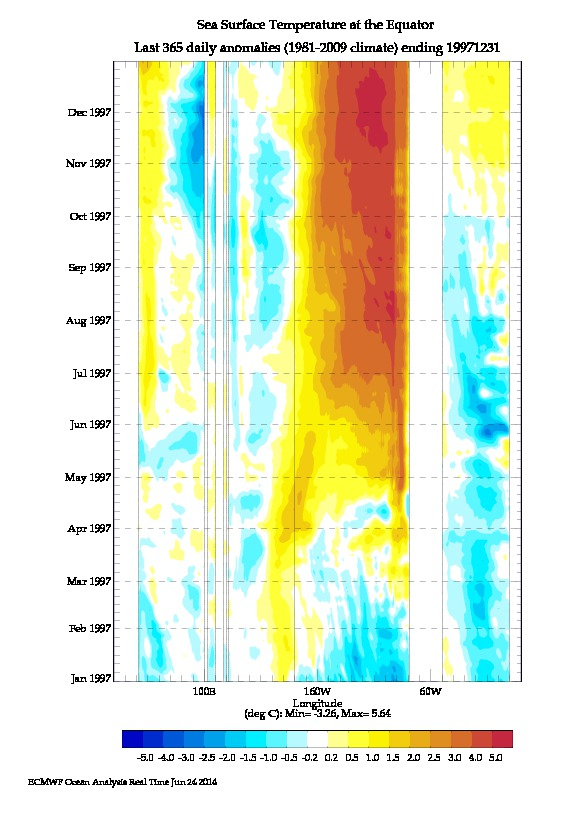 Sea Surface Temperature at the Equator
Last 365 daily anomalies (1981-2009 climate) ending 19971231
Dec 1997
Nov 1997
Oct 1997
Sep 1997
Aug 1997
Jul 1997
Jun 1997
May 1997
Apr 1997
Mar 1997
Feb 1997
Jan 1997
100E 160W 60W
Longitude
(deg C): Min= -3.26, Max= 5.64
-5.0 -4.0 -3.0 -2.5 -2.0 -1.5 -1.0 -0.5 -0.2 0.2 0.5 1.0 1.5 2.0 2.5 3.0 4.0 5.0
ECMWF Ocean Analysis Real Time Jun 24 2014